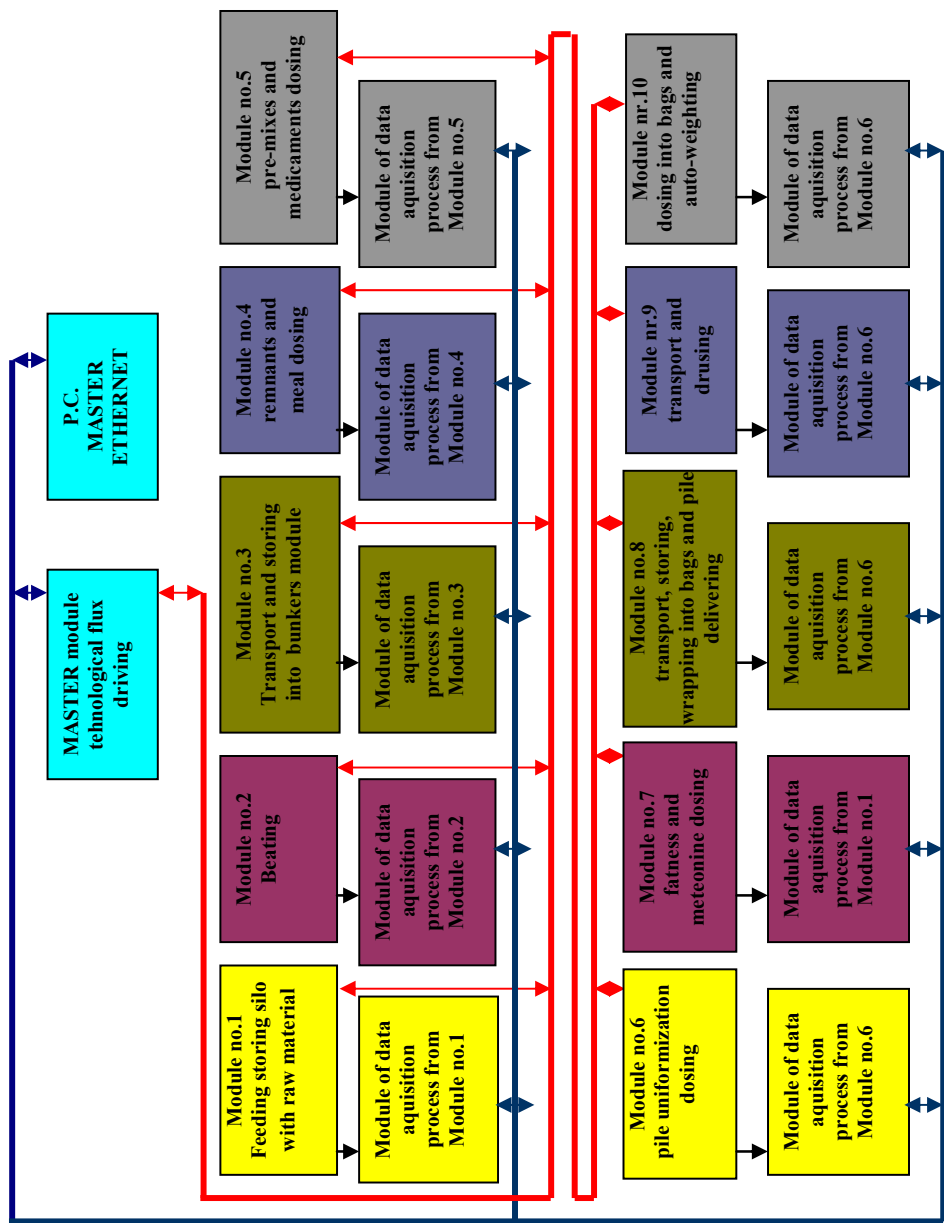 MASTER module
tehnological flux
driving
P.C.
MASTER
ETHERNET
Module no.1
Feeding storing silo
with raw material
Module no.2
Beating
Module no.3
Transport and storing
into bunkers module
Module no.4
remnants and
meal dosing
Module no.5
pre-mixes and
medicaments dosing
Module of data
aquisition
process from
Module no.1
Module of data
aquisition
process from
Module no.2
Module of data
aquisition
process from
Module no.3
Module of data
aquisition
process from
Module no.4
Module of data
aquisition
process from
Module no.5
Module no.6
pile uniformization
dosing
Module no.7
fatness and
meteonine dosing
Module no.8
transport, storing,
wrapping into bags and pile
delivering
Module nr.9
transport and
drusing
Module nr.10
dosing into bags and
auto-weighting
Module of data
aquisition
process from
Module no.6
Module of data
aquisition
process from
Module no.1
Module of data
aquisition
process from
Module no.6
Module of data
aquisition
process from
Module no.6
Module of data
aquisition
process from
Module no.6